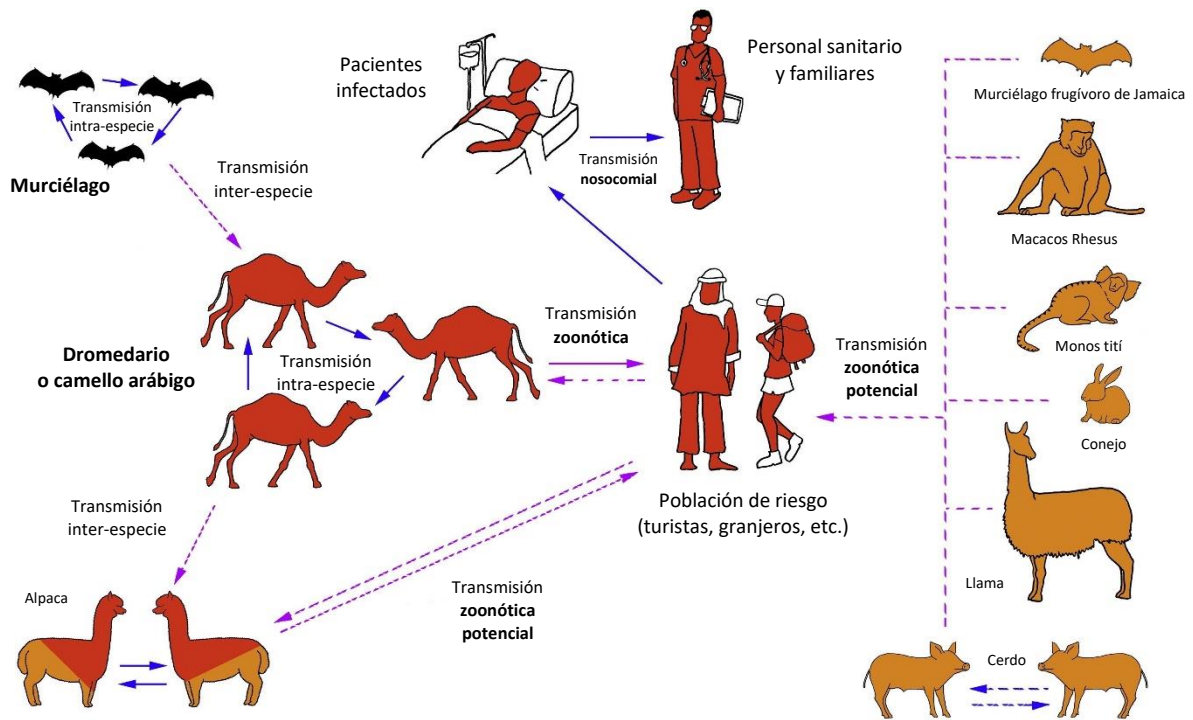 Pacientes
infectados
Personal sanitario
y familiares
Murciélago frugívoro de Jamaica
Transmisión
intra-especie
Murciélago
Transmisión
inter-especie
Transmisión
nosocomial
Macacos Rhesus
Dromedario
o camello arábigo
Transmisión
intra-especie
Transmisión
zoonótica
Transmisión
zoonótica
potencial
Monos tití
Conejo
Población de riesgo
(turistas, granjeros, etc.)
Transmisión
inter-especie
Llama
Alpaca
Transmisión
zoonótica
potencial
Cerdo